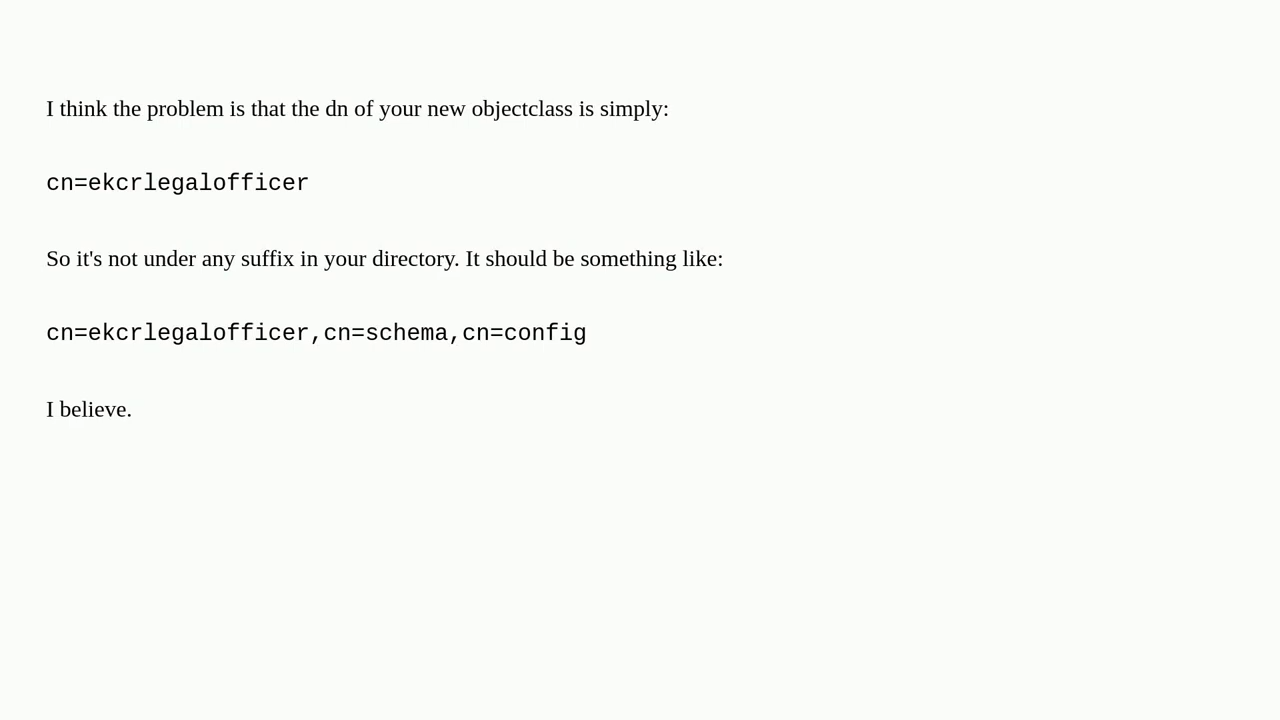 I think the problem is that the dn of your new objectclass is simply:
cn=ekcrlegalofficer
So it's not under any suffix in your directory. It should be something like:
cn=ekcrlegalofficer,cn=schema,cn=config
I believe.